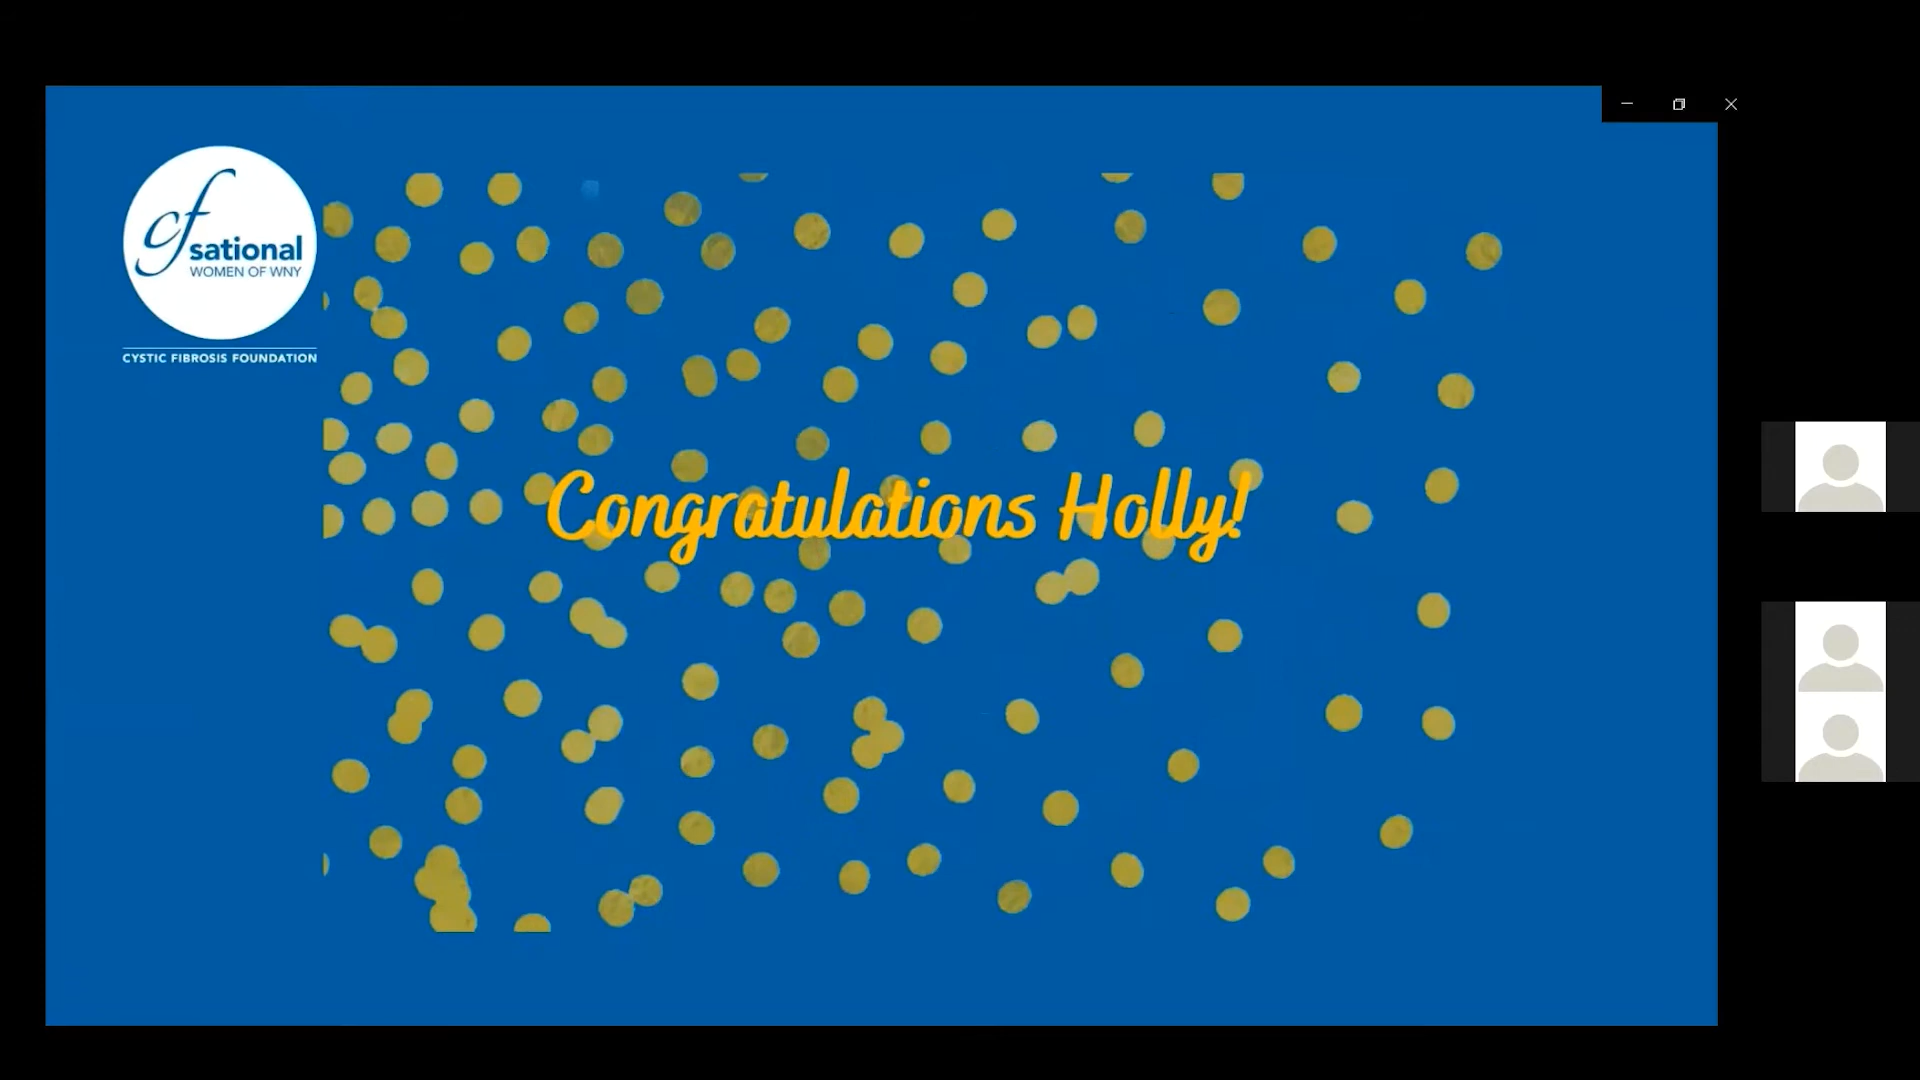 cf
sational
WOMEN OF WNY
CYSTIC FIBROSIS FOUNDATION
Congratulations Holly!